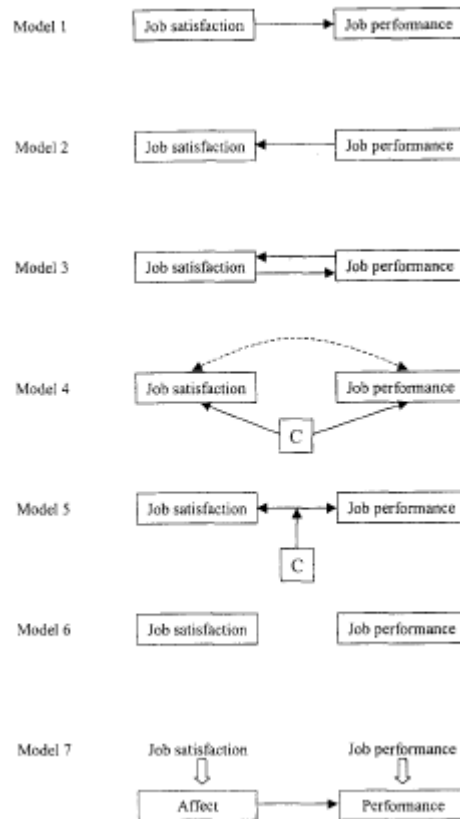 Model 1 Job satisfaction Job performance
Model 2 Job satisfaction Job performance
Model 3 Job satisfaction Job performance
Model 4 Job satisfaction Job performance
C
Model 5 Job satisfaction Job performance
C
Model 6 Job satisfaction Job performance
Model 7 Job satisfaction Job performance
Affect Performance